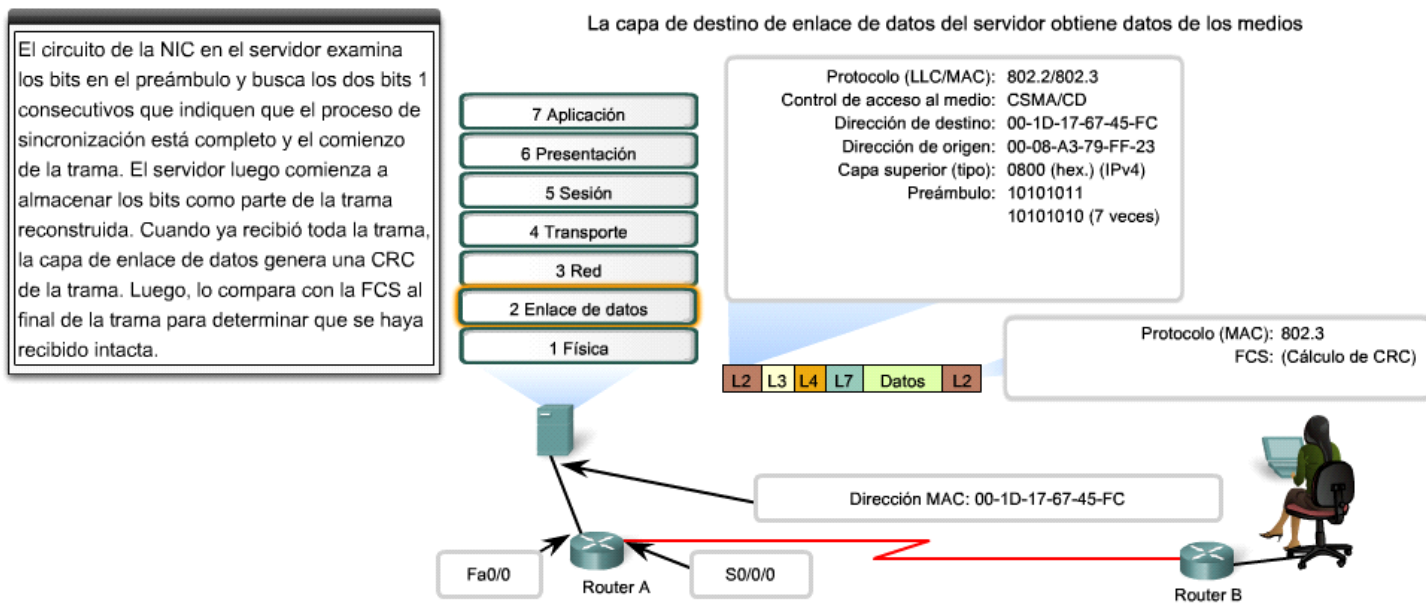 La capa de destino de enlace de datos del servidor obtiene datos de los medios
El circuito de la NIC en el servidor examina
los bits en el preámbulo y busca los dos bits 1
consecutivos que indiquen que el proceso de
sincronización está completo y el comienzo
de la trama. El servidor luego comienza a
almacenar los bits como parte de la trama
reconstruida. Cuando ya recibió toda la trama,
la capa de enlace de datos genera una CRC
de la trama. Luego, lo compara con la FCS al
final de la trama para determinar que se haya
recibido intacta.
7 Aplicación
6 Presentación
5 Sesión
4 Transporte
3 Red
2 Enlace de datos
1 Física
Protocolo (LLC/MAC): 802.2/802.3
Control de acceso al medio: CSMA/CD
Dirección de destino: 00-1D-17-67-45-FC
Dirección de origen: 00-08-A3-79-FF-23
Capa superior (tipo): 0800 (hex.) (IPv4)
Preámbulo: 10101011
10101010 (7 veces)
Protocolo (MAC): 802.3
FCS: (Cálculo de CRC)
L2 L3 L4 L7 Datos L2
Dirección MAC: 00-1D-17-67-45-FC
Fa0/0
Router A
S0/0/0
Router B